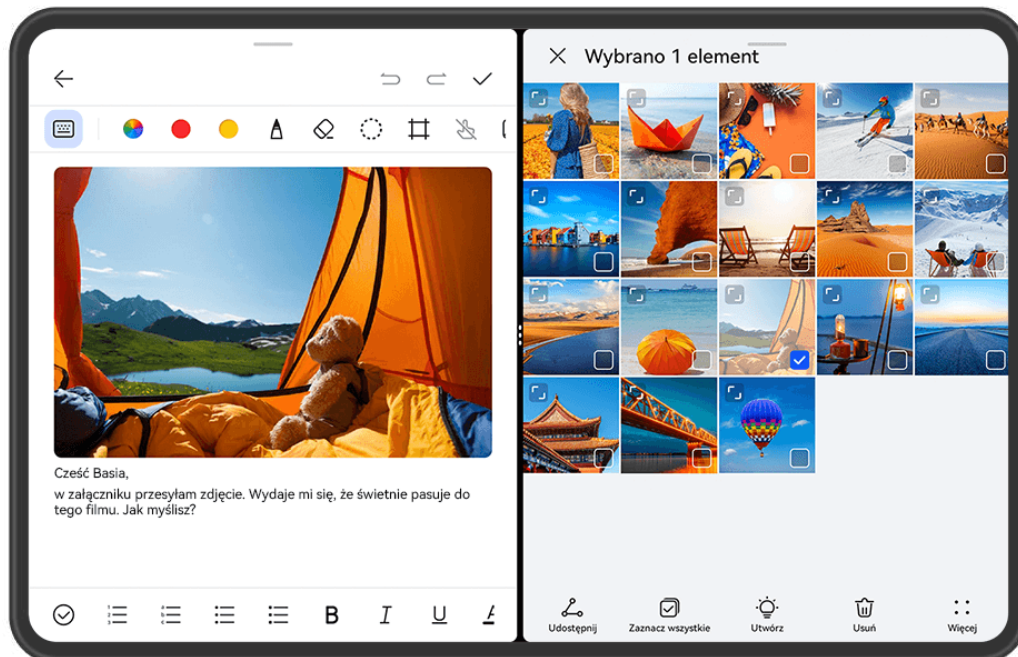 Cześć Basia,
w załączniku przesyłam zdjęcie. Wydaje mi się, że świetnie pasuje do
tego filmu. Jak myślisz?
B I U A
Wybrano 1 element
Udostępnij
Zaznacz wszystkie
Utwórz
Usuń
Więcej